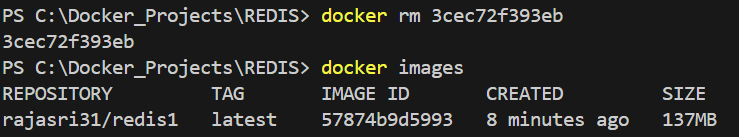 PS C:\Docker_Projects\REDIS> docker rm 3cec72f393eb
3cec72f393eb
PS C:\Docker_Projects\REDIS> docker images
REPOSITORY TAG IMAGE ID CREATED SIZE
rajasri31/redis1 latest 57874b9d5993 8 minutes ago 137MB